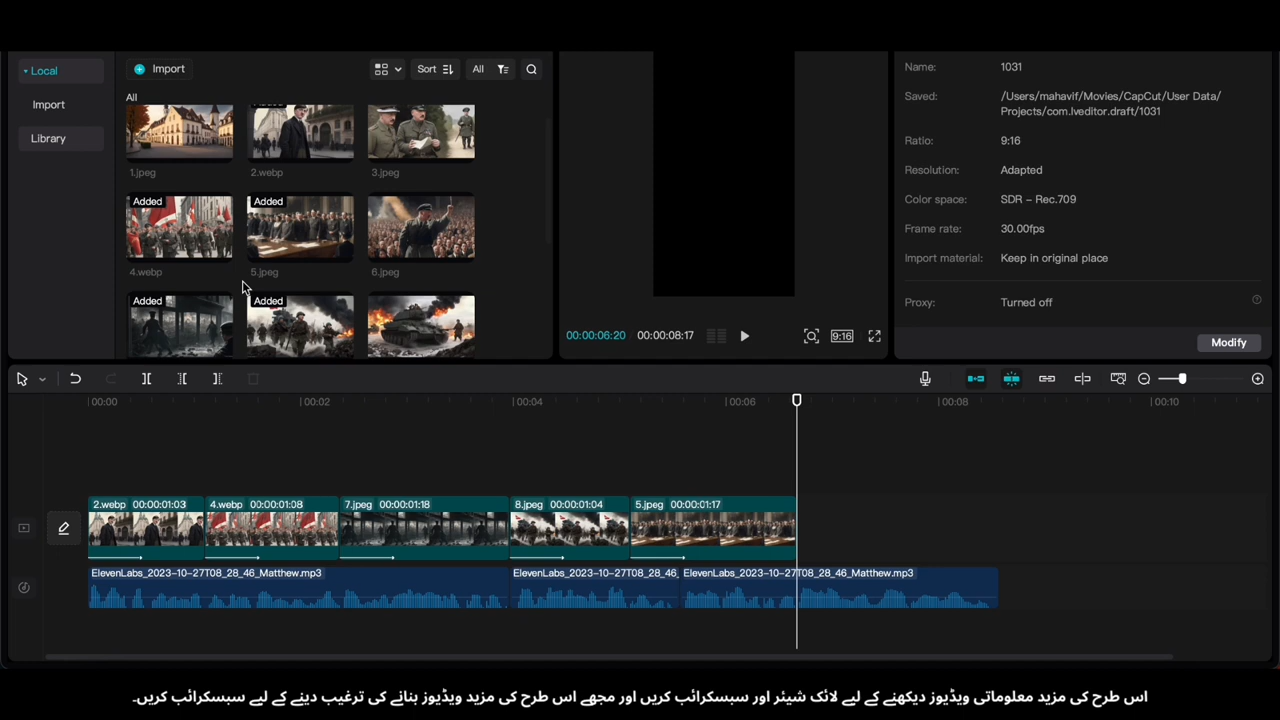 Local
Import
Library
Import
Sort
All
All
Added
1.jpeg
2.webp
3.jpeg
Added
Added
4.webp
5.jpeg
6.jpeg
Added
Added
00:00:06:20
00:00:08:17
9:16
Name:
1031
Saved:
/Users/mahavif/Movies/CapCut/User Data/
Projects/com.lveditor.draft/1031
Ratio:
9:16
Resolution:
Adapted
Color space:
SDR – Rec.709
Frame rate:
30.00fps
Import material:
Keep in original place
Proxy:
Turned off
Modify
00:00
00:02
00:04
00:06
00:08
00:10
2.webp 00:00:01:03
4.webp 00:00:01:08
7.jpeg 00:00:01:18
8.jpeg 00:00:01:04
5.jpeg 00:00:01:17
ElevenLabs_2023-10-27T08_28_46_Matthew.mp3
ElevenLabs_2023-10-27T08_28_46_
ElevenLabs_2023-10-27T08_28_46_Matthew.mp3
اس طرح کی مزید معلوماتی ویڈیوز دیکھنے کے لیے لائک شیئر اور سبسکرائب کریں اور مجھے اس طرح کی مزید ویڈیوز بنانے کی ترغیب دینے کے لیے سبسکرائب کریں۔